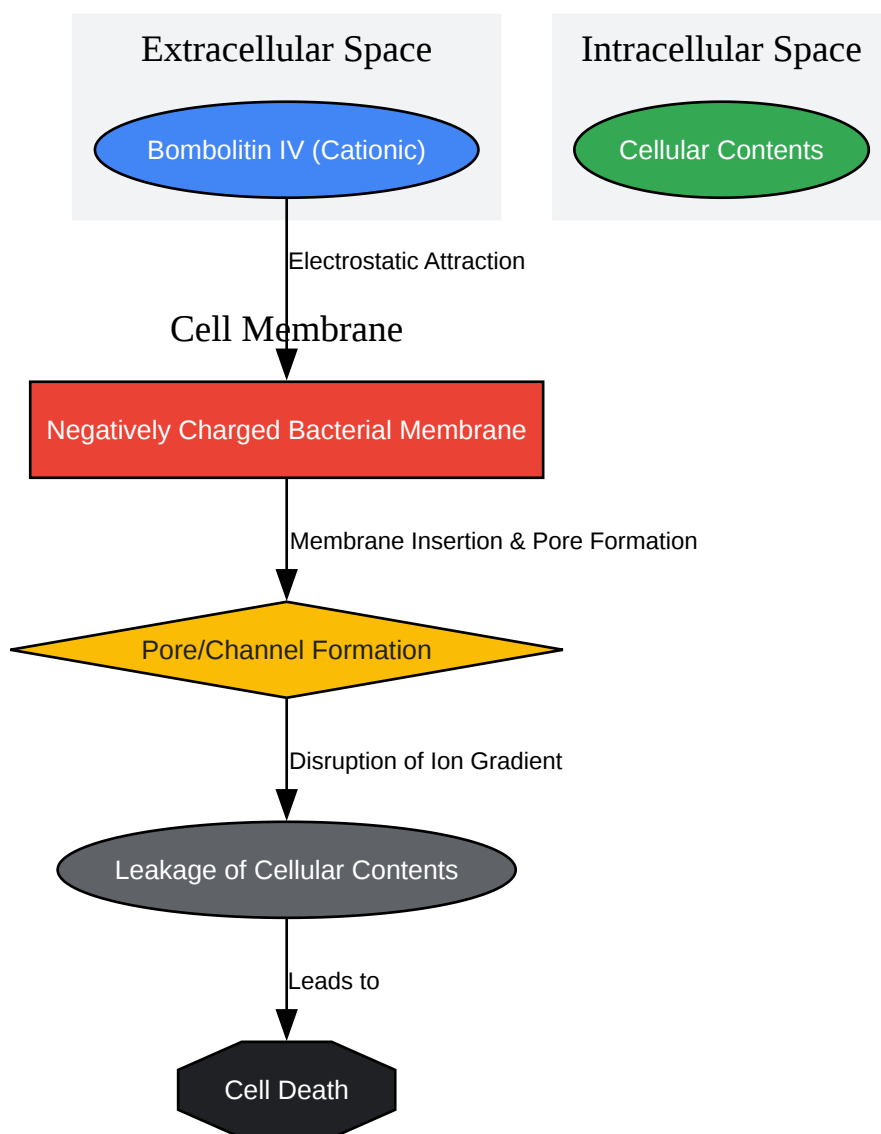 Extracellular Space
Intracellular Space
Bombolitin IV (Cationic)
Cellular Contents
Electrostatic Attraction
Cell Membrane
Negatively Charged Bacterial Membrane
Membrane Insertion & Pore Formation
Pore/Channel Formation
Disruption of Ion Gradient
Leakage of Cellular Contents
Leads to
Cell Death